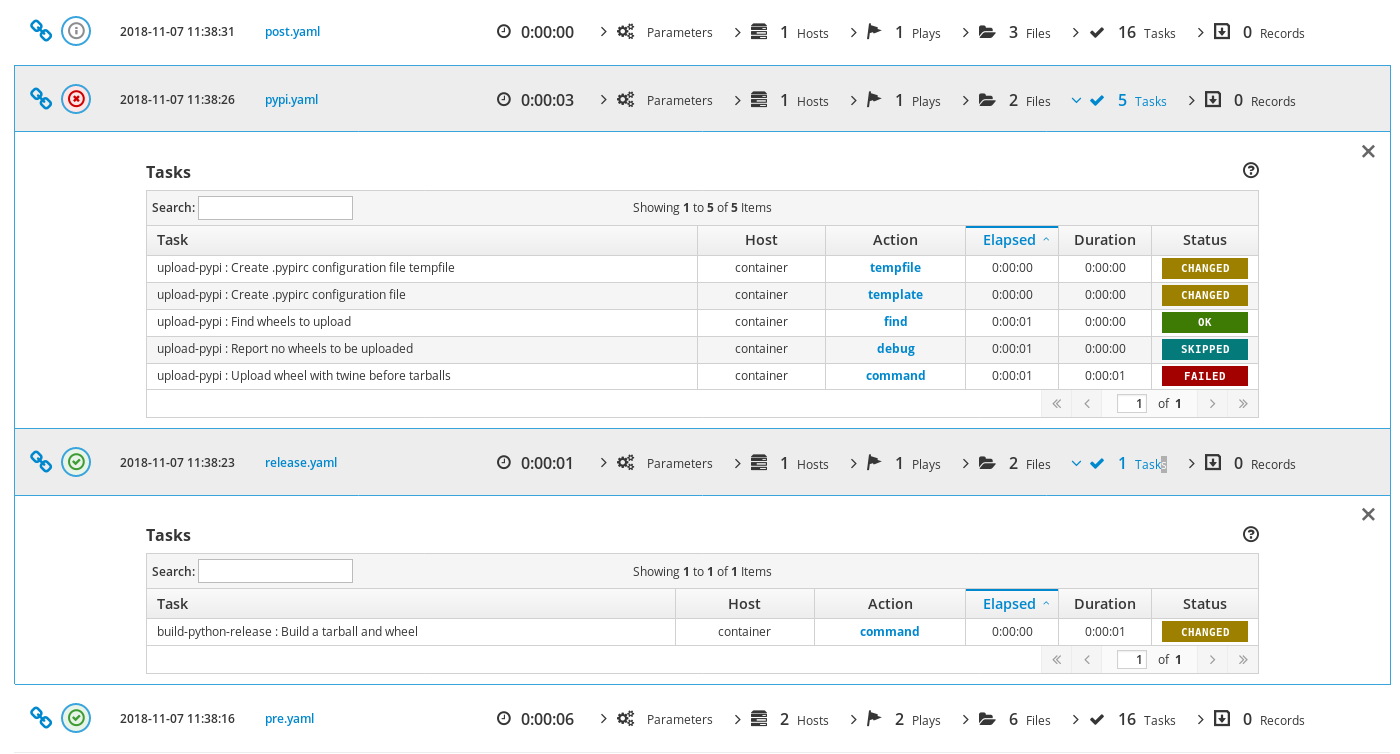 2018-11-07 11:38:31 post.yaml 0:00:00 Parameters 1 Hosts 1 Plays 3 Files 16 Tasks 0 Records
2018-11-07 11:38:26 pypi.yaml 0:00:03 Parameters 1 Hosts 1 Plays 2 Files 5 Tasks 0 Records
Tasks
Search: Showing 1 to 5 of 5 Items
Task Host Action Elapsed Duration Status
upload-pypi : Create .pypirc configuration file tempfile container tempfile 0:00:00 0:00:00 CHANGED
upload-pypi : Create .pypirc configuration file container template 0:00:00 0:00:00 CHANGED
upload-pypi : Find wheels to upload container find 0:00:01 0:00:00 OK
upload-pypi : Report no wheels to be uploaded container debug 0:00:01 0:00:00 SKIPPED
upload-pypi : Upload wheel with twine before tarballs container command 0:00:01 0:00:01 FAILED
1 of 1
2018-11-07 11:38:23 release.yaml 0:00:01 Parameters 1 Hosts 1 Plays 2 Files 1 Tasks 0 Records
Tasks
Search: Showing 1 to 1 of 1 Items
Task Host Action Elapsed Duration Status
build-python-release : Build a tarball and wheel container command 0:00:00 0:00:01 CHANGED
1 of 1
2018-11-07 11:38:16 pre.yaml 0:00:06 Parameters 2 Hosts 2 Plays 6 Files 16 Tasks 0 Records